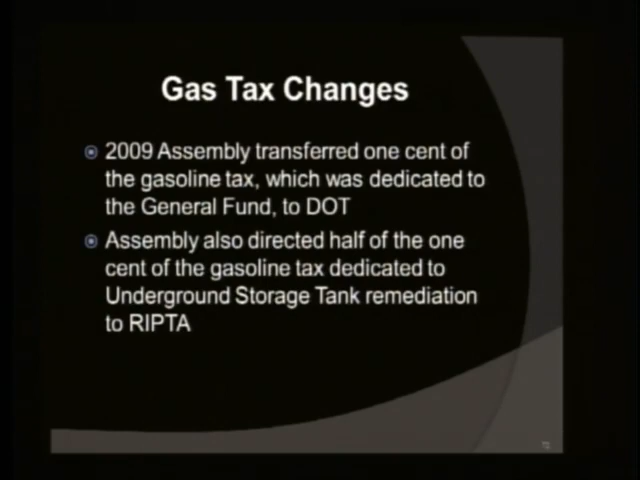 Gas Tax Changes
2009 Assembly transferred one cent of
the gasoline tax, which was dedicated to
the General Fund, to DOT
Assembly also directed half of the one
cent of the gasoline tax dedicated to
Underground Storage Tank remediation
to RIPTA